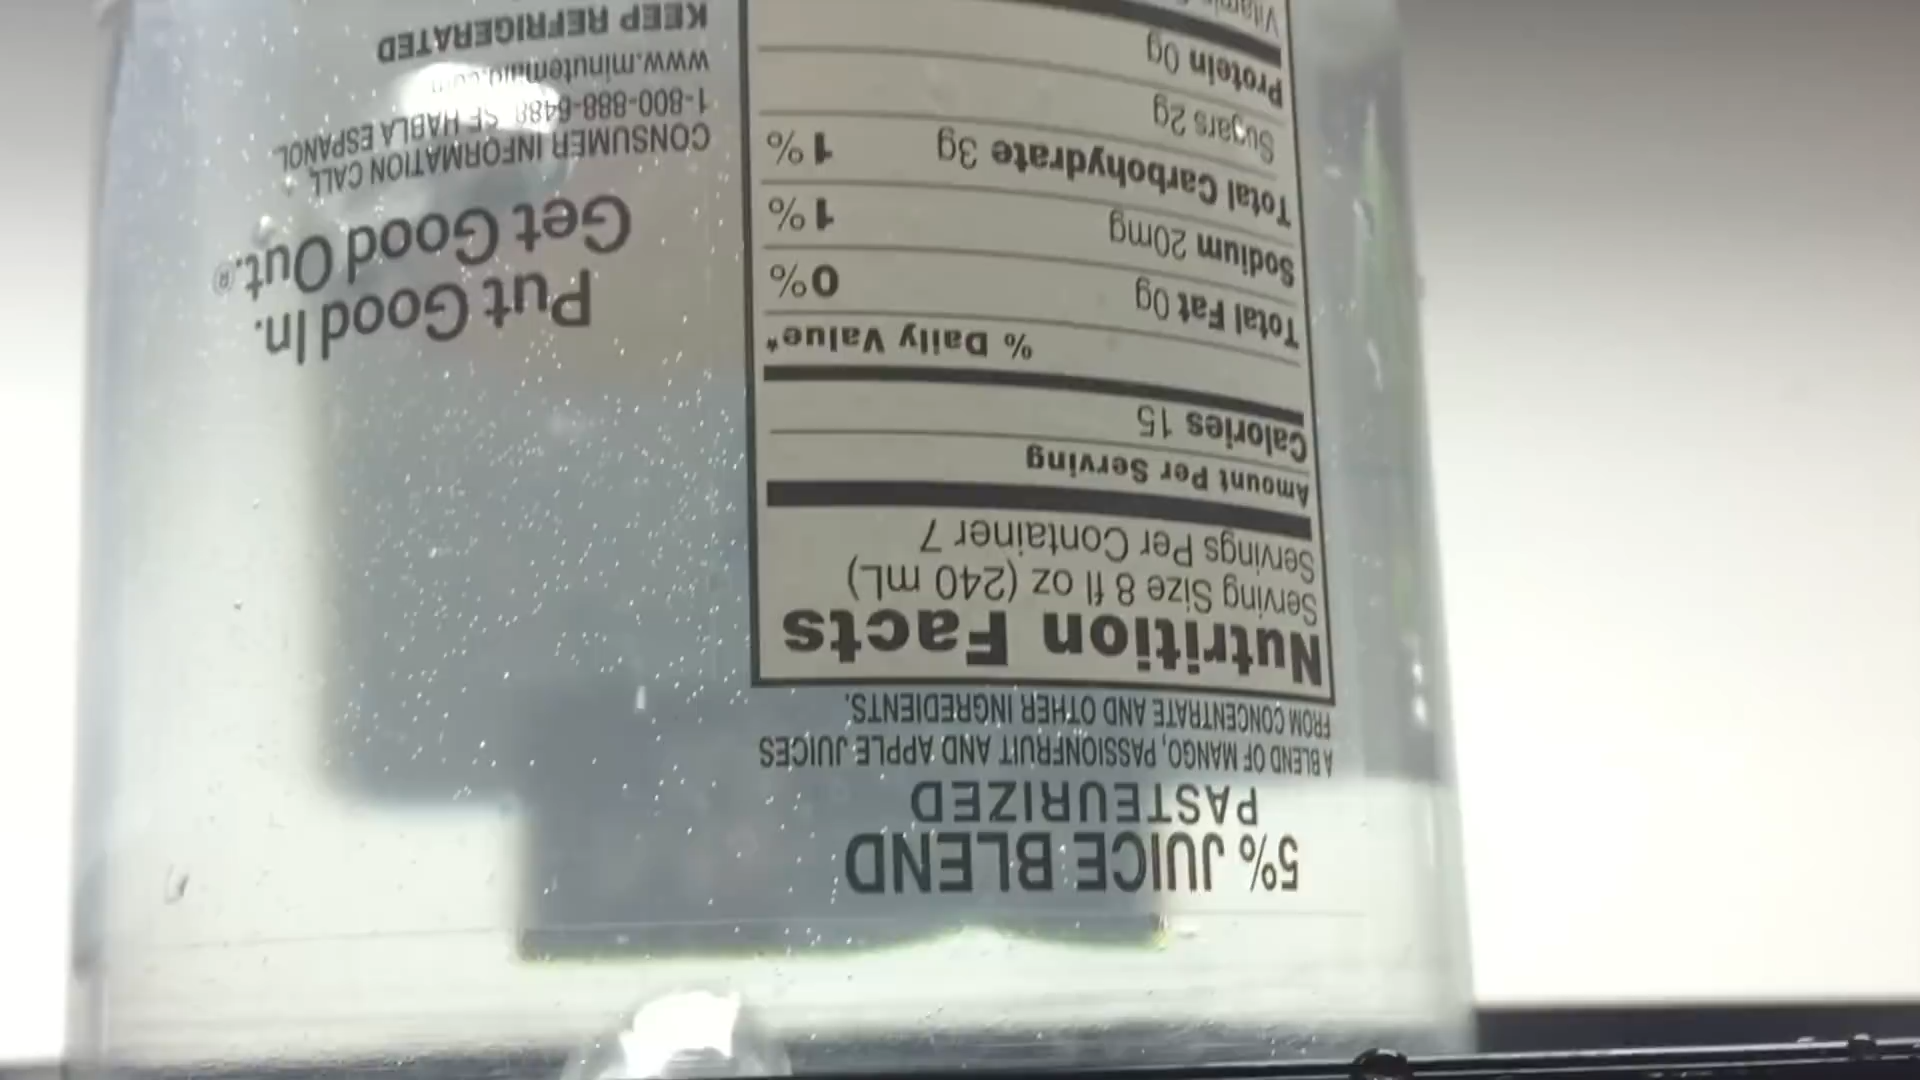 5% JUICE BLEND
PASTEURIZED
A BLEND OF MANGO, PASSIONFRUIT AND APPLE JUICES
FROM CONCENTRATE AND OTHER INGREDIENTS.
Nutrition Facts
Serving Size 8 fl oz (240 mL)
Servings Per Container 7
Amount Per Serving
Calories 15
% Daily Value*
Total Fat 0g 0%
Sodium 20mg 1%
Total Carbohydrate 3g 1%
Sugars 2g
Protein 0g
Put Good In.
Get Good Out.®
CONSUMER INFORMATION CALL
1-800-888-6488 SE HABLA ESPAÑOL
www.minutemaid.com
KEEP REFRIGERATED